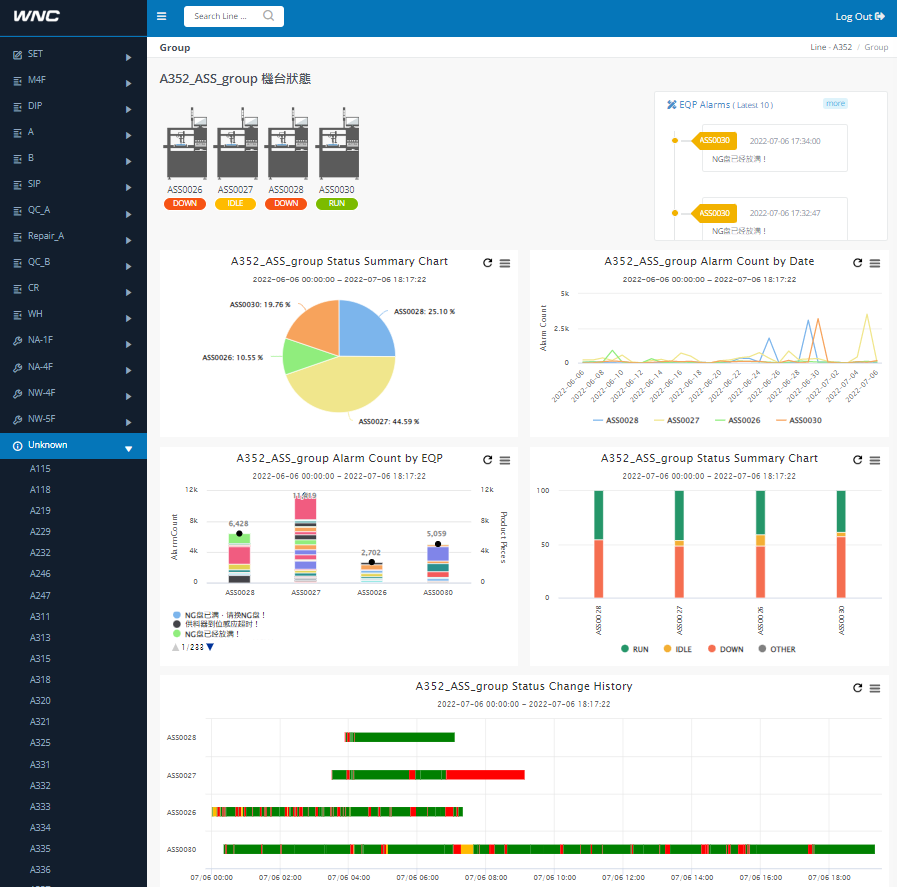 WNC
Search Line ...
Log Out
Group
Line - A352 / Group
SET
M4F
DIP
A
B
SIP
QC_A
Repair_A
QC_B
CR
WH
NA-1F
NA-4F
NW-4F
NW-5F
Unknown
A115
A118
A219
A229
A232
A246
A247
A311
A313
A315
A318
A320
A321
A325
A331
A332
A333
A334
A335
A336
A352_ASS_group 機台狀態
ASS0026 ASS0027 ASS0028 ASS0030
DOWN IDLE DOWN RUN
EQP Alarms ( Latest 10 )
more
ASS0030 2022-07-06 17:34:00
NG盘已经放满！
ASS0030 2022-07-06 17:32:47
NG盘已经放满！
A352_ASS_group Status Summary Chart
2022-06-06 00:00:00 ~ 2022-07-06 18:17:22
ASS0030: 19.76 %
ASS0028: 25.10 %
ASS0026: 10.55 %
ASS0027: 44.59 %
A352_ASS_group Alarm Count by Date
2022-06-06 00:00:00 ~ 2022-07-06 18:17:22
Alarm Count
5k
2.5k
0
2022-06-06 2022-06-08 2022-06-10 2022-06-12 2022-06-14 2022-06-16 2022-06-18 2022-06-20 2022-06-22 2022-06-24 2022-06-26 2022-06-28 2022-06-30 2022-07-02 2022-07-04 2022-07-06
ASS0028 ASS0027 ASS0026 ASS0030
A352_ASS_group Alarm Count by EQP
2022-06-06 00:00:00 ~ 2022-07-06 18:17:22
AlarmCount
Product Pieces
12k 12k
8k 8k
4k 4k
0 0
6,428
2,702
5,059
ASS0028 ASS0027 ASS0026 ASS0030
NG盘已满，请换NG盘！
供料器到位感应超时！
NG盘已经放满！
1/233
A352_ASS_group Status Summary Chart
2022-06-06 00:00:00 ~ 2022-07-06 18:17:22
100
50
0
ASS0028 ASS0027 ASS0026 ASS0030
RUN IDLE DOWN OTHER
A352_ASS_group Status Change History
2022-07-06 00:00:00 ~ 2022-07-06 18:17:22
ASS0028
ASS0027
ASS0026
ASS0030
07/06 00:00 07/06 02:00 07/06 04:00 07/06 06:00 07/06 08:00 07/06 10:00 07/06 12:00 07/06 14:00 07/06 16:00 07/06 18:00